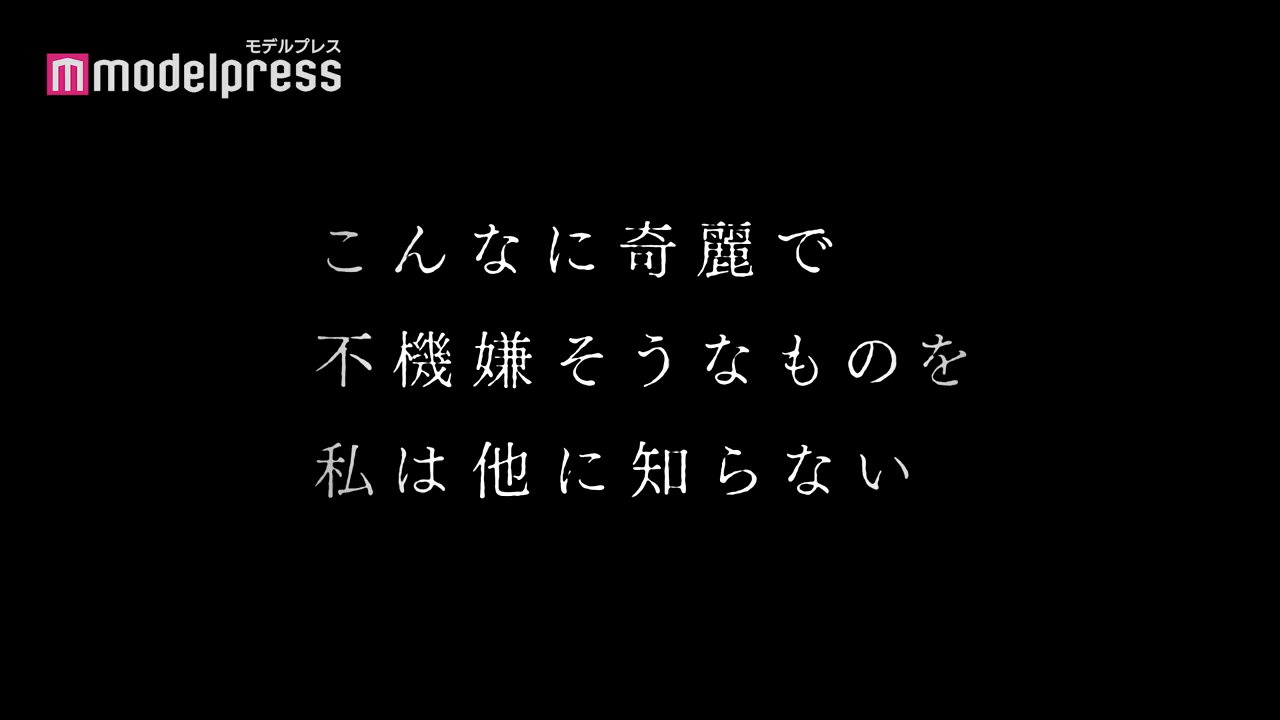 モデルプレス
modelpress
こんなに奇麗で
不機嫌そうなものを
私は他に知らない